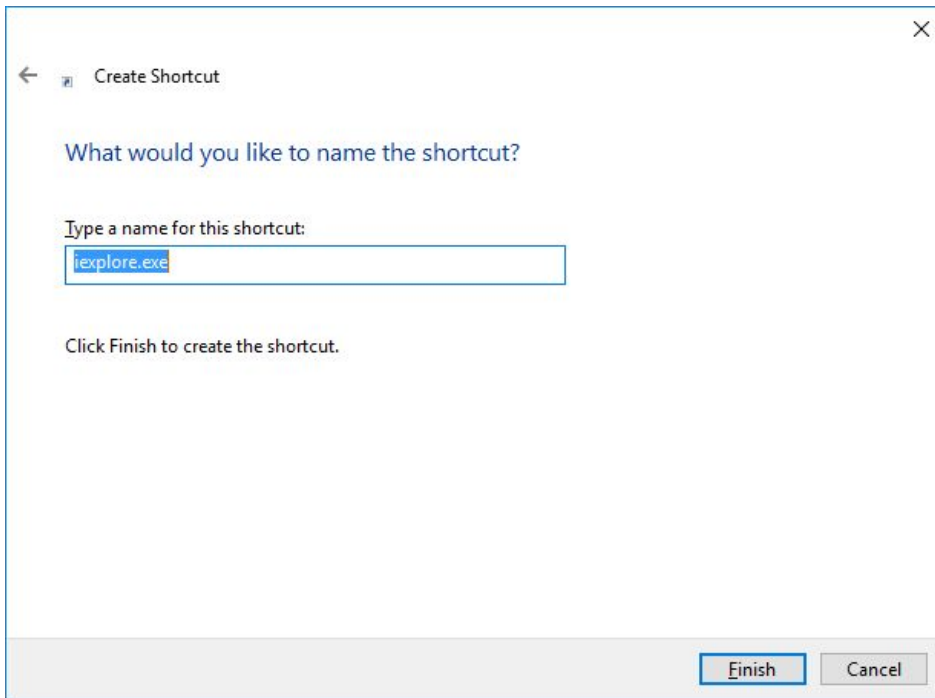 Create Shortcut
What would you like to name the shortcut?
Type a name for this shortcut:
iexplore.exe
Click Finish to create the shortcut.
Finish Cancel